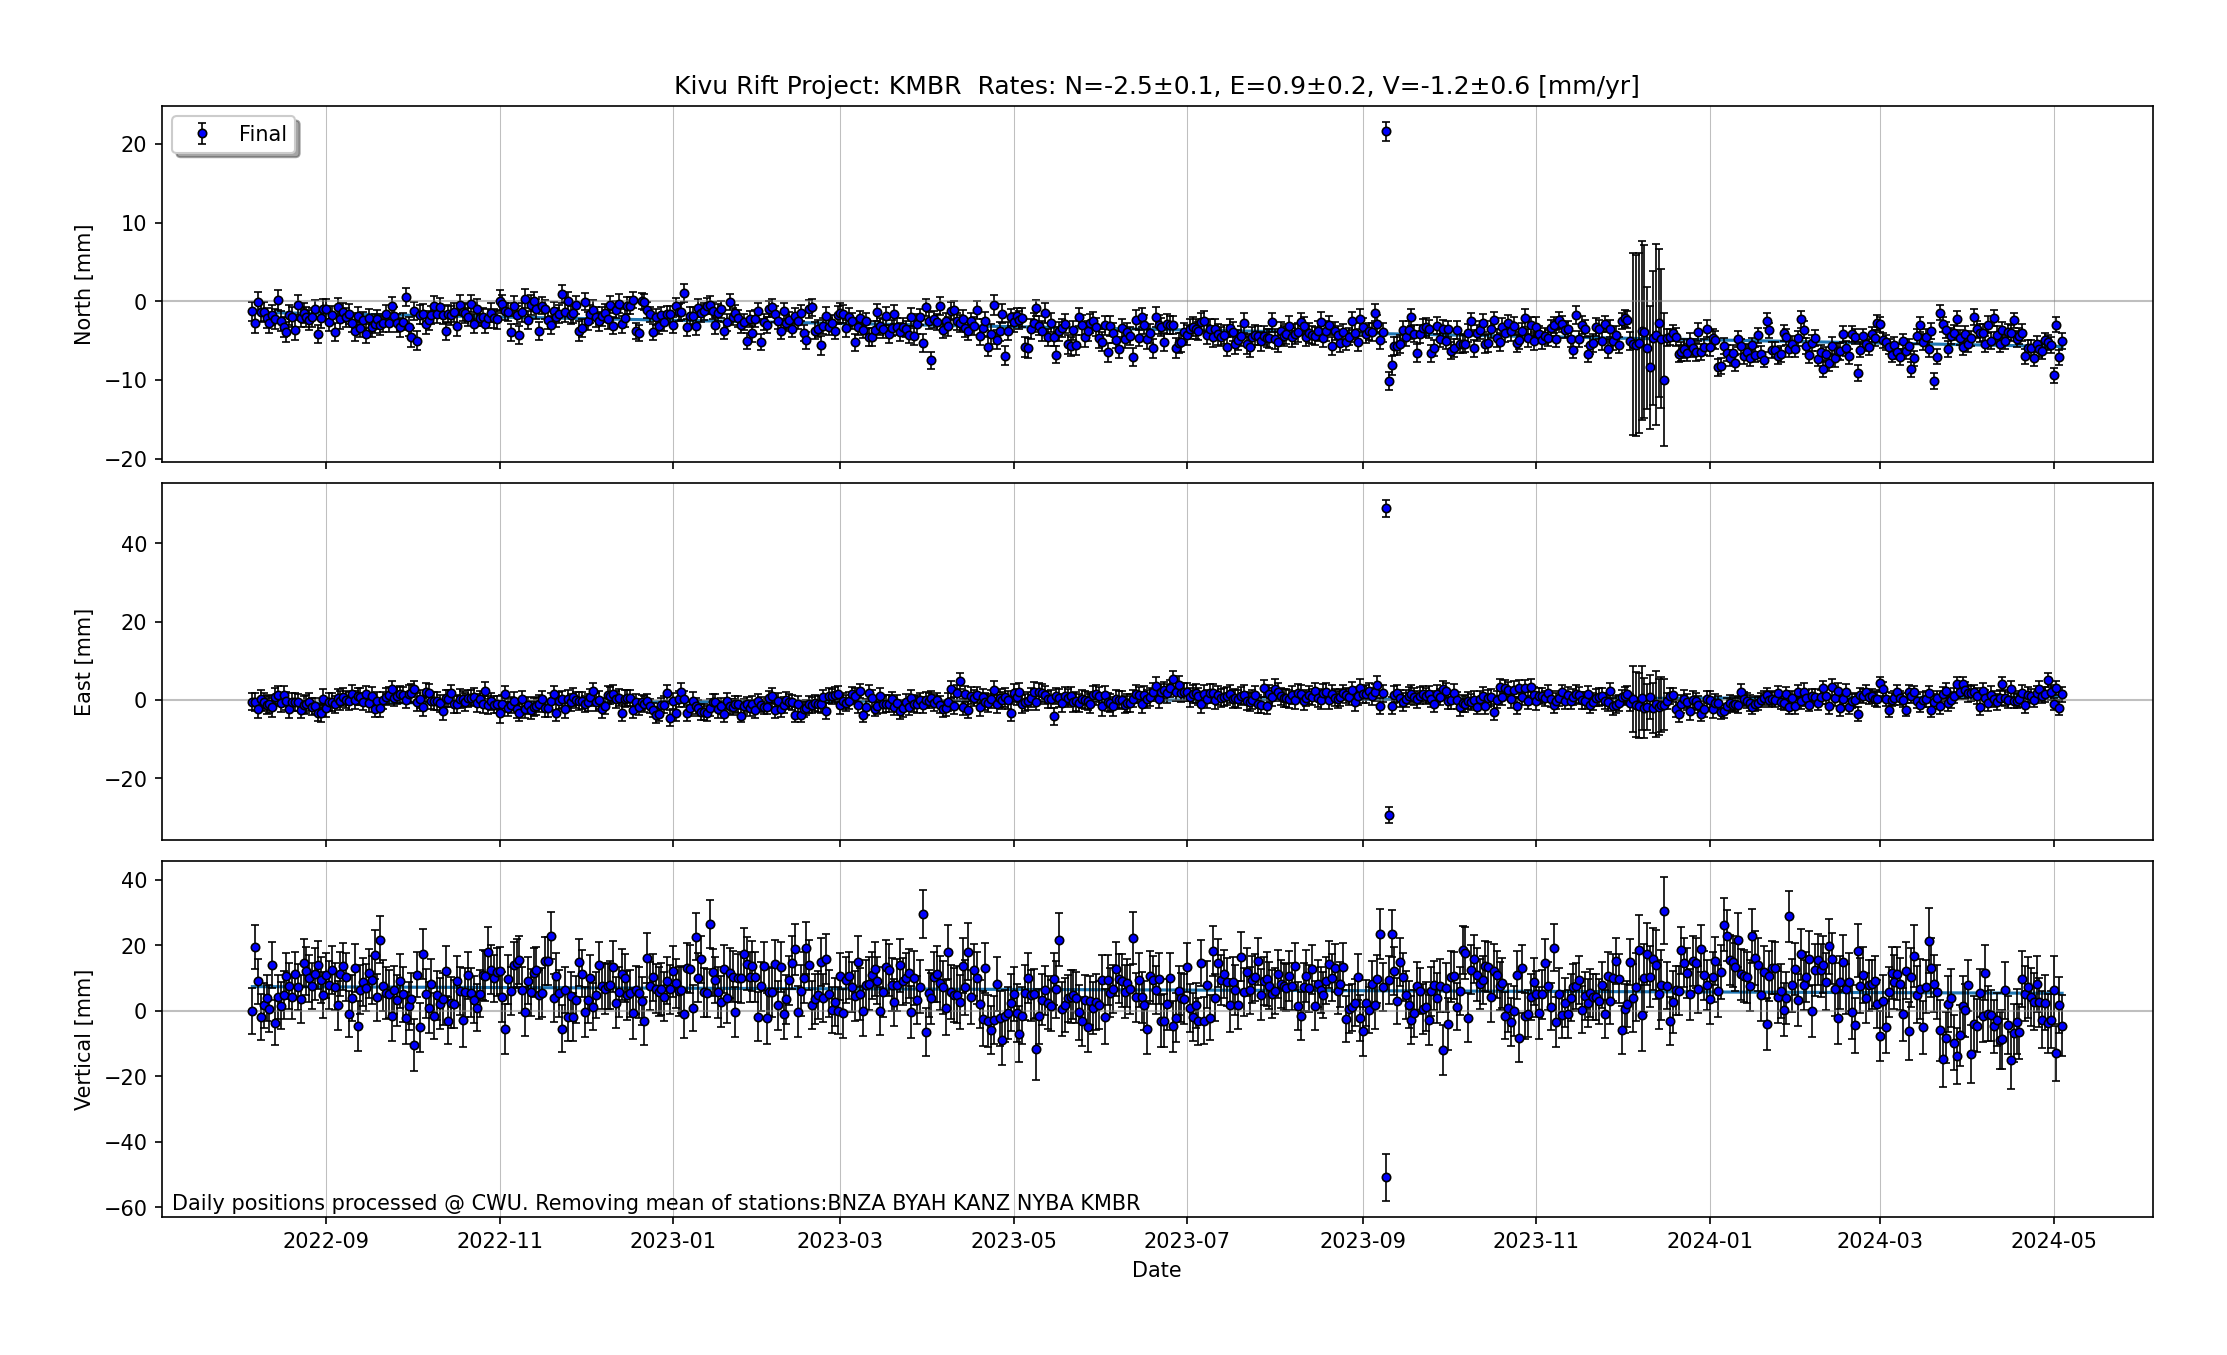 Kivu Rift Project: KMBR  Rates: N=-2.5±0.1, E=0.9±0.2, V=-1.2±0.6 [mm/yr]
Final
North [mm]
20
10
0
−10
−20
East [mm]
40
20
0
−20
Vertical [mm]
40
20
0
−20
−40
−60
Daily positions processed @ CWU. Removing mean of stations:BNZA BYAH KANZ NYBA KMBR
2022-09 2022-11 2023-01 2023-03 2023-05 2023-07 2023-09 2023-11 2024-01 2024-03 2024-05
Date